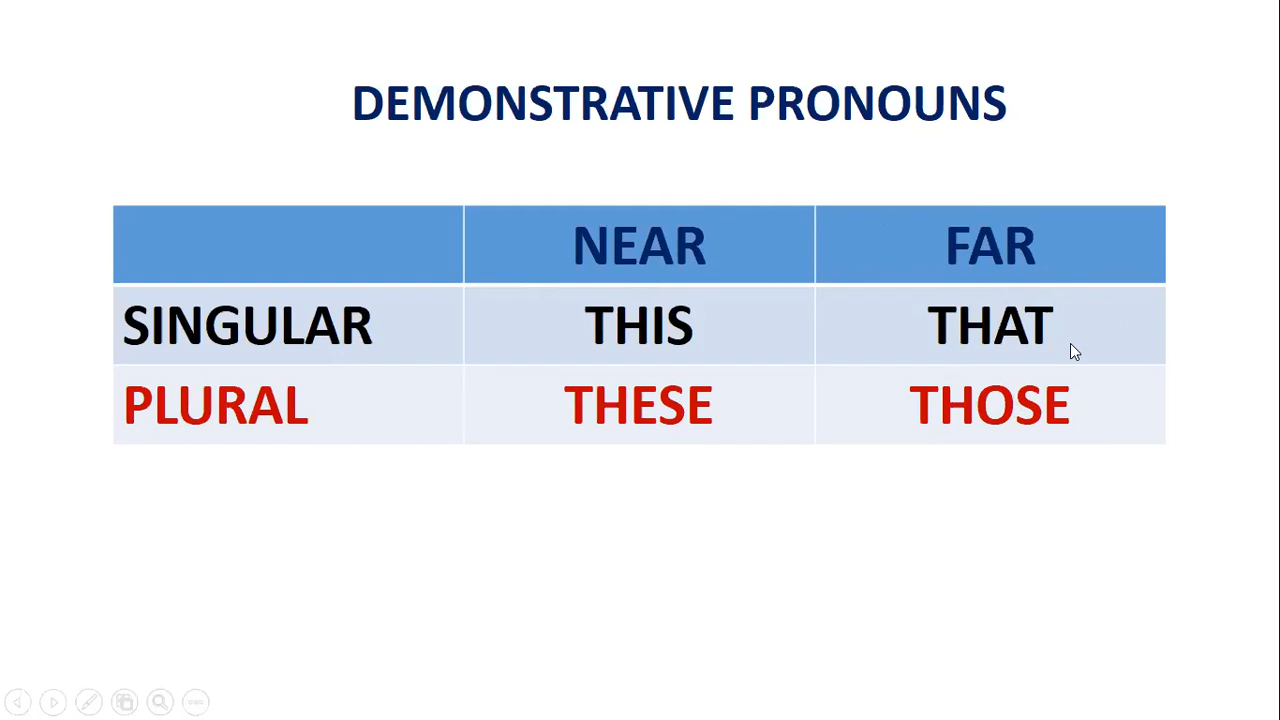 DEMONSTRATIVE PRONOUNS
NEAR FAR
SINGULAR THIS THAT
PLURAL THESE THOSE